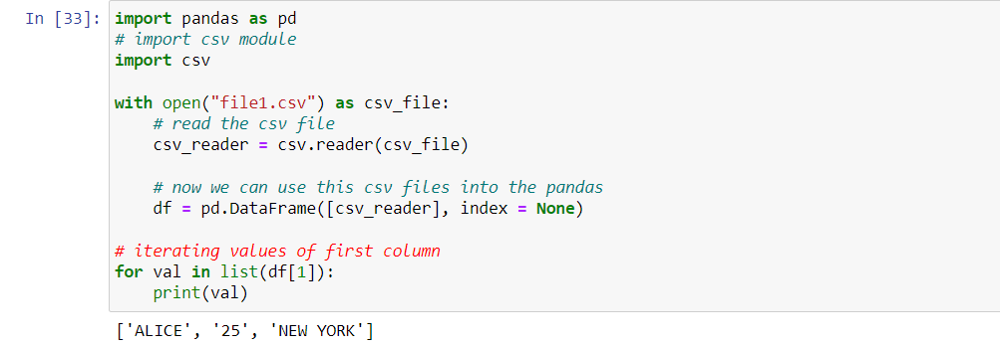 In [33]: import pandas as pd
# import csv module
import csv
with open("file1.csv") as csv_file:
    # read the csv file
    csv_reader = csv.reader(csv_file)
    # now we can use this csv files into the pandas
    df = pd.DataFrame([csv_reader], index = None)
# iterating values of first column
for val in list(df[1]):
    print(val)
['ALICE', '25', 'NEW YORK']